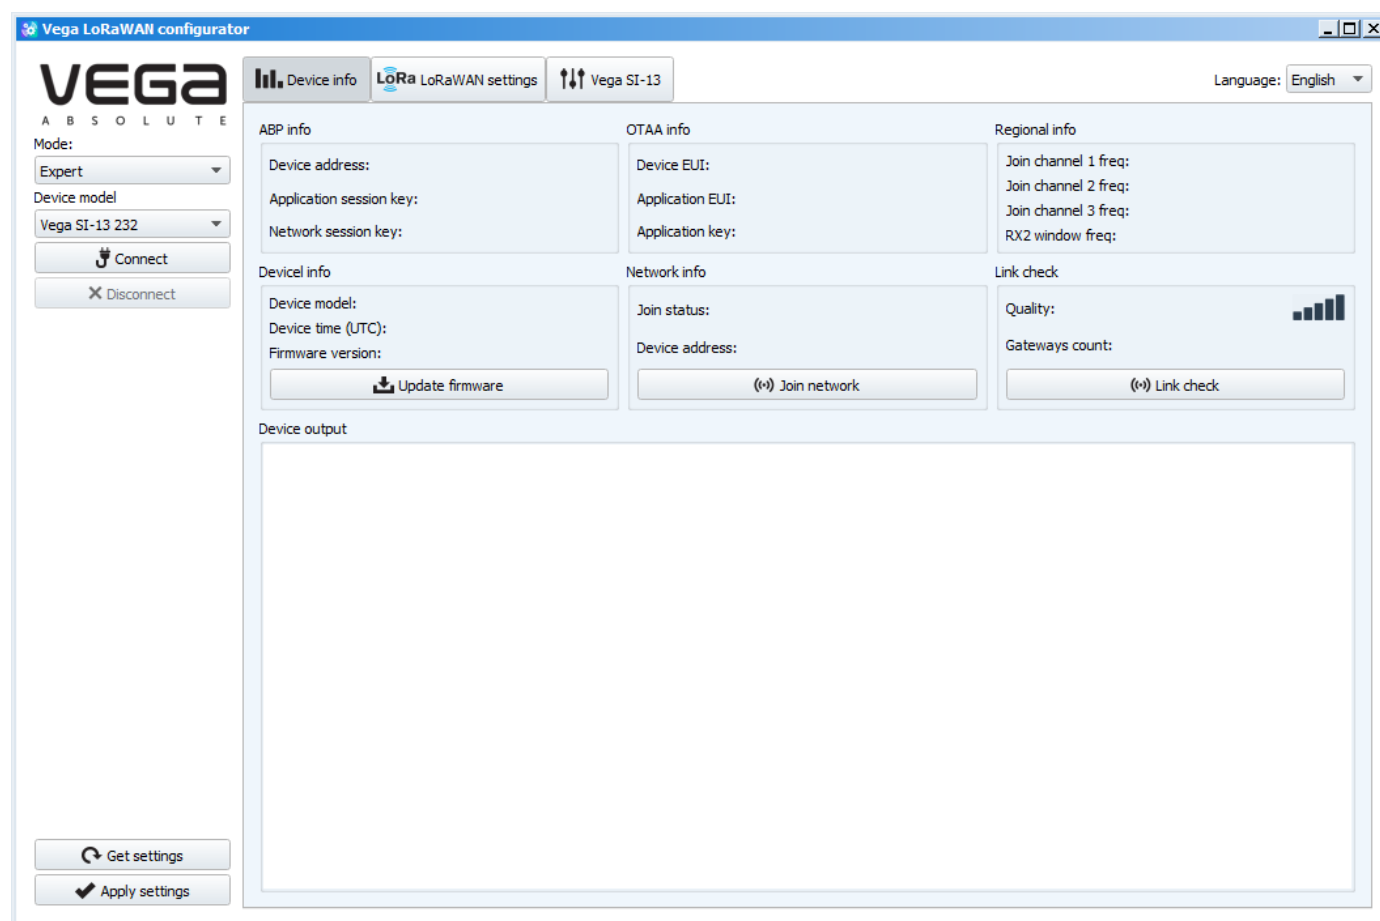 Vega LoRaWAN configurator
VEGA
ABSOLUTE
Mode:
Expert
Device model
Vega SI-13 232
Connect
Disconnect
Get settings
Apply settings
Device info
LoRa LoRaWAN settings
Vega SI-13
Language: English
ABP info
Device address:
Application session key:
Network session key:
OTAA info
Device EUI:
Application EUI:
Application key:
Regional info
Join channel 1 freq:
Join channel 2 freq:
Join channel 3 freq:
RX2 window freq:
Devicel info
Device model:
Device time (UTC):
Firmware version:
Update firmware
Network info
Join status:
Device address:
Join network
Link check
Quality:
Gateways count:
Link check
Device output